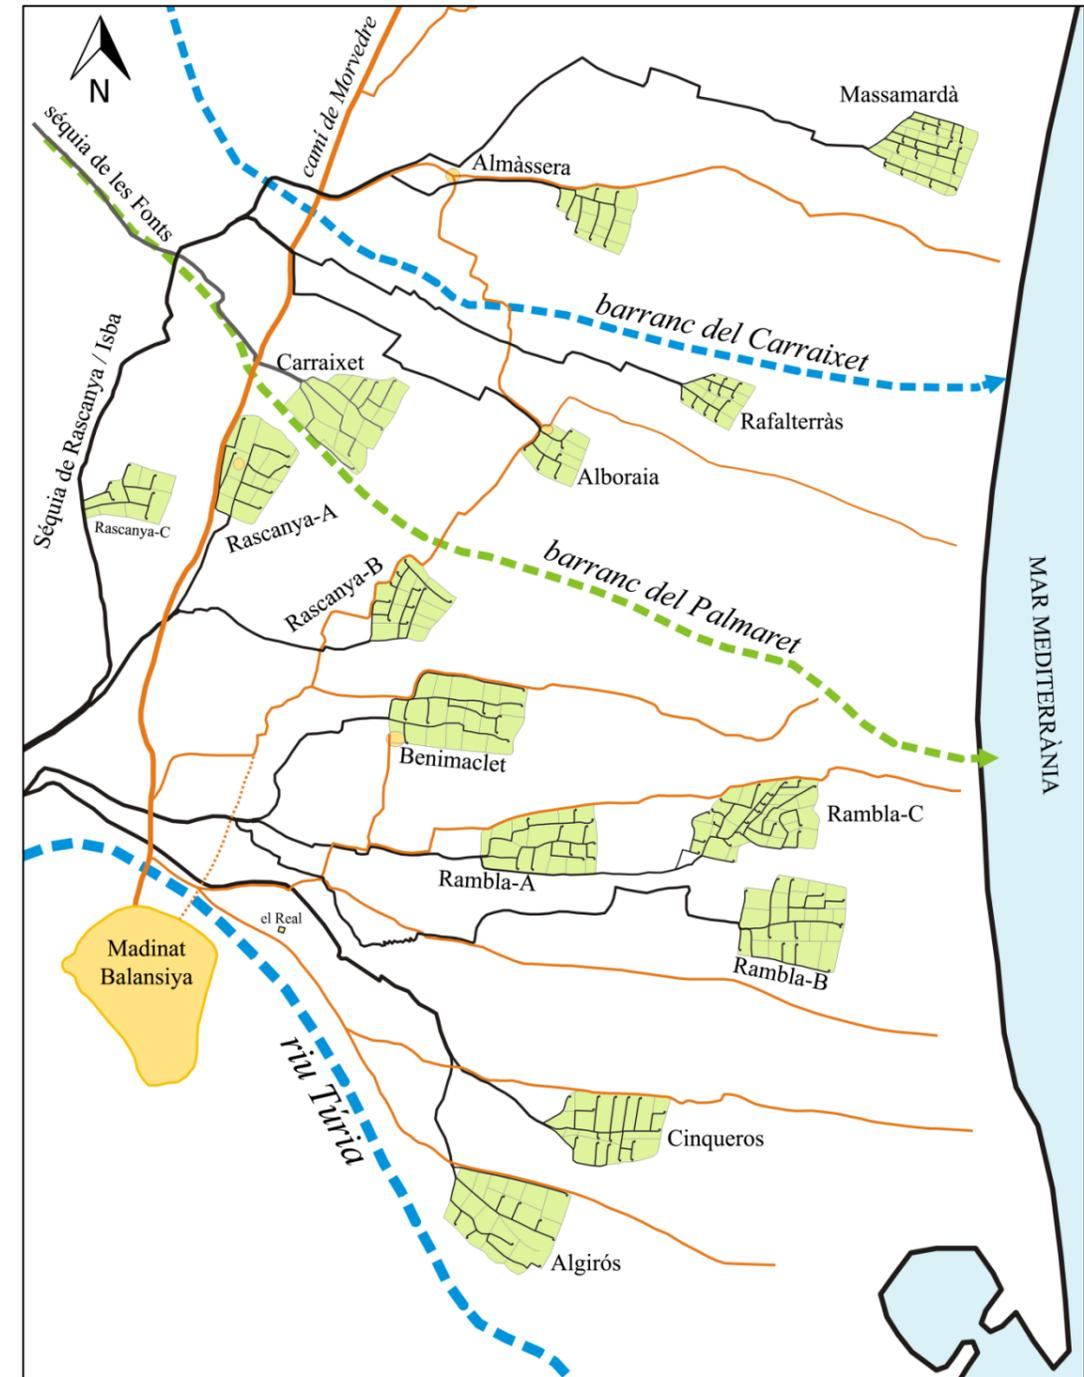 Massamardà
camí de Morvedre
N
séquia de les Fonts
Almàssera
barranc del Carraixet
Séquia de Rascanya / Isba
Carraixet
Rafalterràs
Alboraia
Rascanya-C
Rascanya-A
barranc del Palmaret
Rascanya-B
MAR MEDITERRÀNIA
Benimaclet
Rambla-C
Rambla-A
el Real
Madinat
Balansiya
Rambla-B
riu Túria
Cinqueros
Algirós